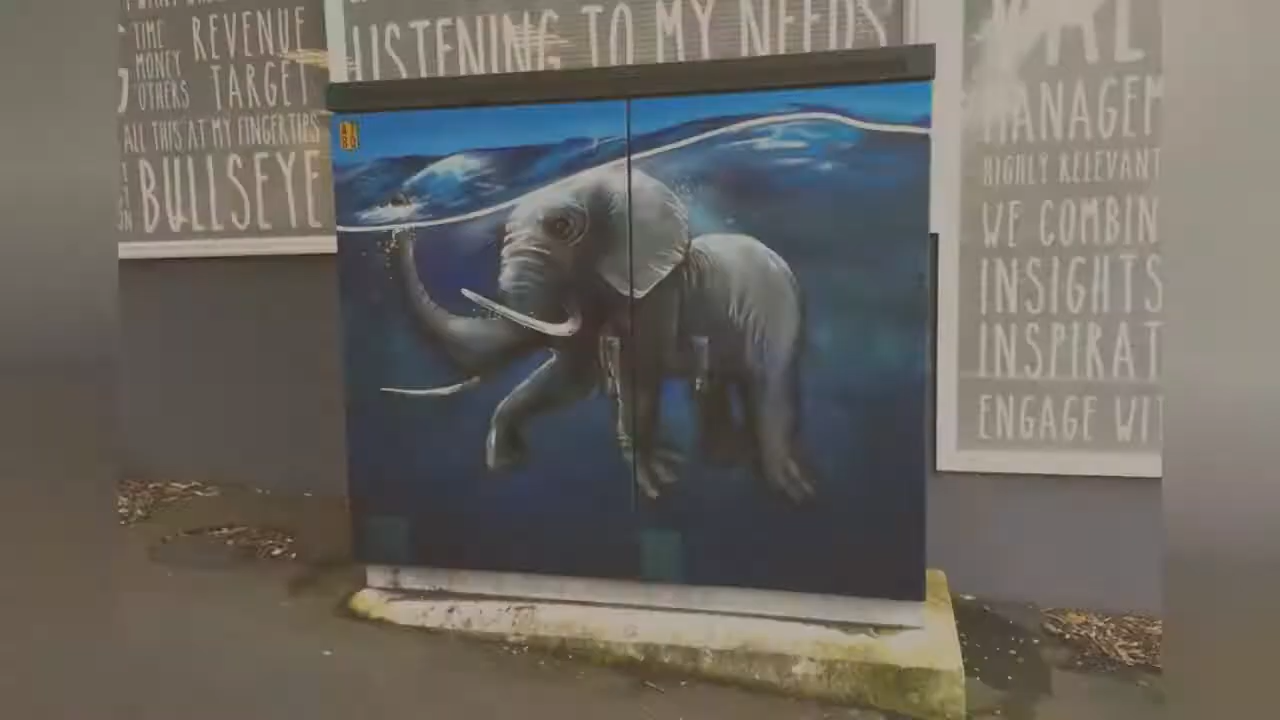 TIME
MONEY
OTHERS
REVENUE
TARGET
ALL THIS AT MY FINGERTIPS
BULLSEYE
LISTENING TO MY NEEDS
MANAGEM
HIGHLY RELEVANT
WE COMBIN
INSIGHTS
INSPIRAT
ENGAGE WI